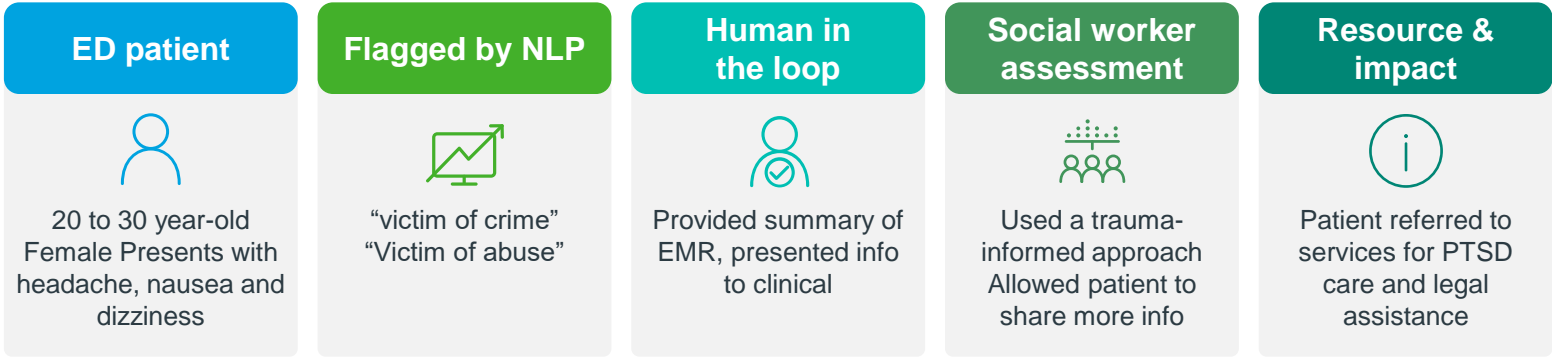 ED patient
20 to 30 year-old
Female Presents with
headache, nausea and
dizziness
Flagged by NLP
“victim of crime”
“Victim of abuse”
Human in
the loop
Provided summary of
EMR, presented info
to clinical
Social worker
assessment
Used a trauma-
informed approach
Allowed patient to
share more info
Resource &
impact
Patient referred to
services for PTSD
care and legal
assistance